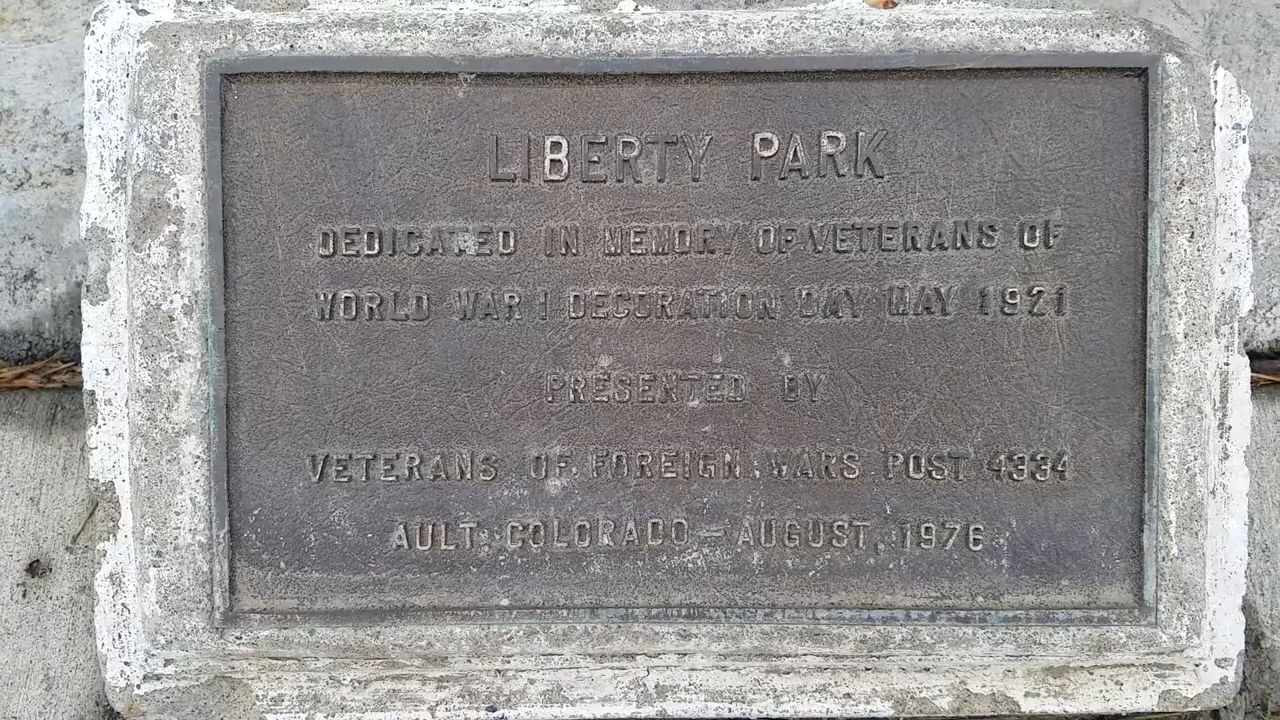 LIBERTY PARK
DEDICATED IN MEMORY OF VETERANS OF
WORLD WAR I DECORATION DAY MAY 1921
PRESENTED BY
VETERANS OF FOREIGN WARS POST 4334
AULT, COLORADO — AUGUST, 1976